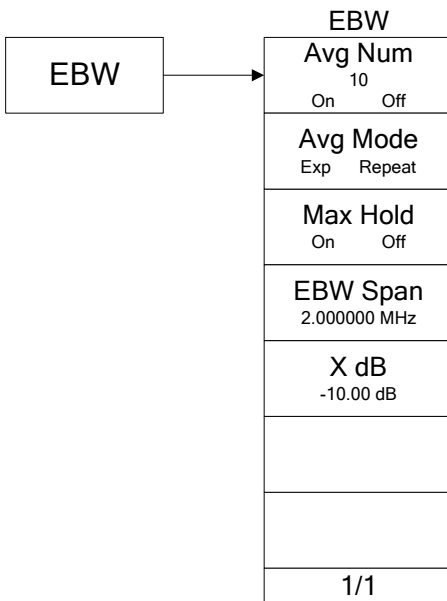 EBW
EBW
Avg Num
10
On Off
Avg Mode
Exp Repeat
Max Hold
On Off
EBW Span
2.000000 MHz
X dB
-10.00 dB
1/1